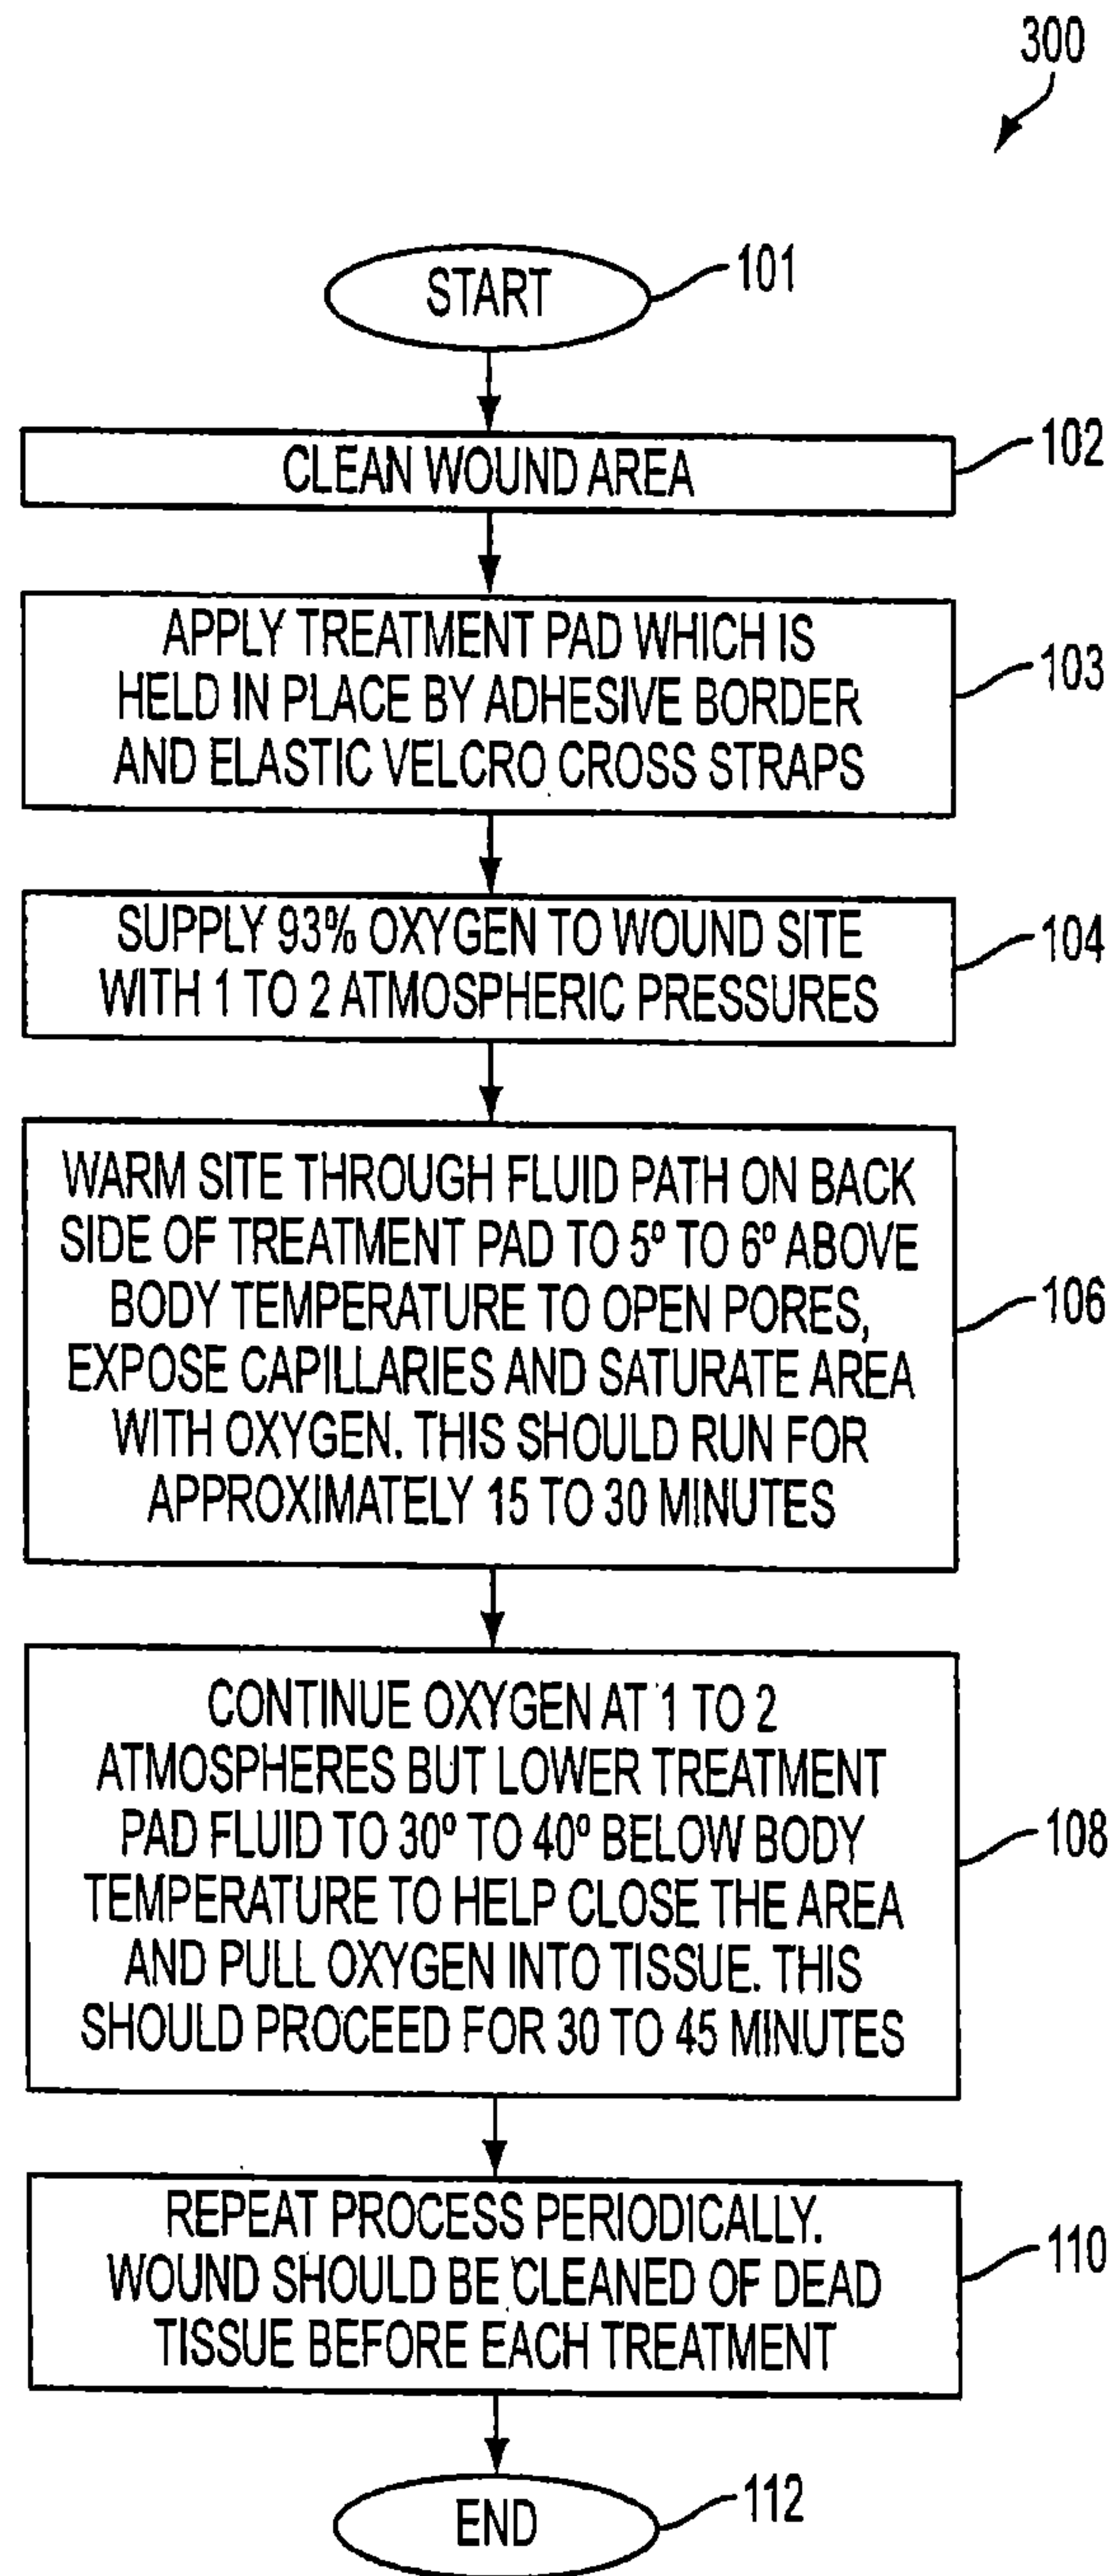 300
START
101
CLEAN WOUND AREA
102
APPLY TREATMENT PAD WHICH IS
HELD IN PLACE BY ADHESIVE BORDER
AND ELASTIC VELCRO CROSS STRAPS
103
SUPPLY 93% OXYGEN TO WOUND SITE
WITH 1 TO 2 ATMOSPHERIC PRESSURES
104
WARM SITE THROUGH FLUID PATH ON BACK
SIDE OF TREATMENT PAD TO 5º TO 6º ABOVE
BODY TEMPERATURE TO OPEN PORES,
EXPOSE CAPILLARIES AND SATURATE AREA
WITH OXYGEN. THIS SHOULD RUN FOR
APPROXIMATELY 15 TO 30 MINUTES
106
CONTINUE OXYGEN AT 1 TO 2
ATMOSPHERES BUT LOWER TREATMENT
PAD FLUID TO 30º TO 40º BELOW BODY
TEMPERATURE TO HELP CLOSE THE AREA
AND PULL OXYGEN INTO TISSUE. THIS
SHOULD PROCEED FOR 30 TO 45 MINUTES
108
REPEAT PROCESS PERIODICALLY.
WOUND SHOULD BE CLEANED OF DEAD
TISSUE BEFORE EACH TREATMENT
110
END
112